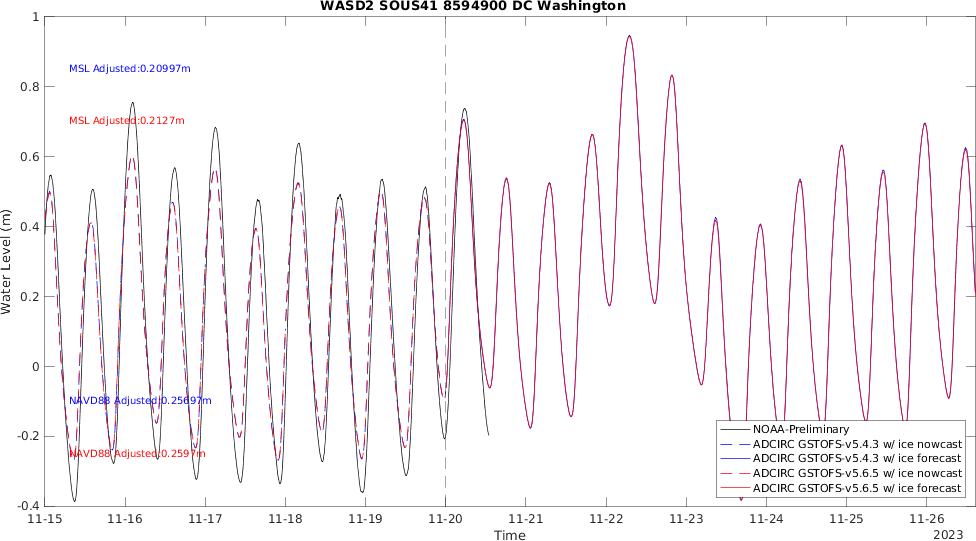 WASD2 SOUS41 8594900 DC Washington
1
0.8
0.6
0.4
0.2
0
-0.2
-0.4
Water Level (m)
MSL Adjusted:0.20997m
MSL Adjusted:0.2127m
NAVD88 Adjusted:0.25697m
NAVD88 Adjusted:0.2597m
NOAA-Preliminary
ADCIRC GSTOFS-v5.4.3 w/ ice nowcast
ADCIRC GSTOFS-v5.4.3 w/ ice forecast
ADCIRC GSTOFS-v5.6.5 w/ ice nowcast
ADCIRC GSTOFS-v5.6.5 w/ ice forecast
11-15 11-16 11-17 11-18 11-19 11-20 11-21 11-22 11-23 11-24 11-25 11-26
Time
2023